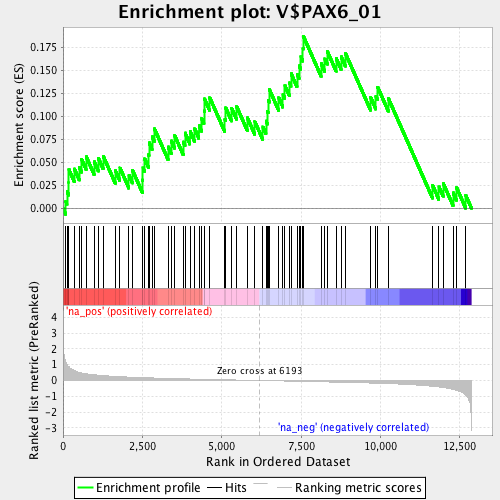 Enrichment plot: V$PAX6_01
Enrichment score (ES)
0.175
0.150
0.125
0.100
0.075
0.050
0.025
0.000
'na_pos' (positively correlated)
Ranked list metric (PreRanked)
4
3
2
1
0
-1
-2
-3
Zero cross at 6193
'na_neg' (negatively correlated)
0 2,500 5,000 7,500 10,000 12,500
Rank in Ordered Dataset
Enrichment profile Hits Ranking metric scores